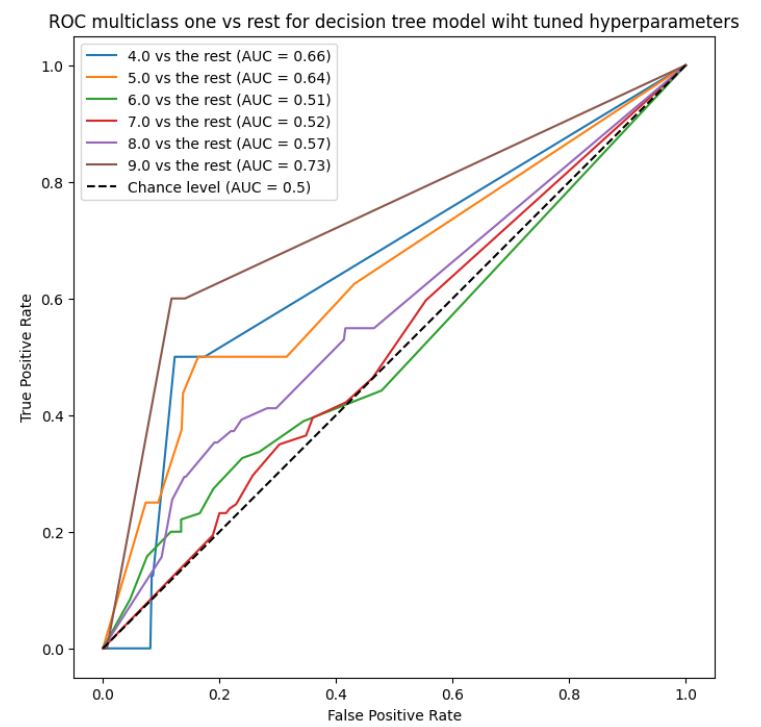 ROC multiclass one vs rest for decision tree model wiht tuned hyperparameters
4.0 vs the rest (AUC = 0.66)
5.0 vs the rest (AUC = 0.64)
6.0 vs the rest (AUC = 0.51)
7.0 vs the rest (AUC = 0.52)
8.0 vs the rest (AUC = 0.57)
9.0 vs the rest (AUC = 0.73)
Chance level (AUC = 0.5)
True Positive Rate
1.0
0.8
0.6
0.4
0.2
0.0
0.0 0.2 0.4 0.6 0.8 1.0
False Positive Rate